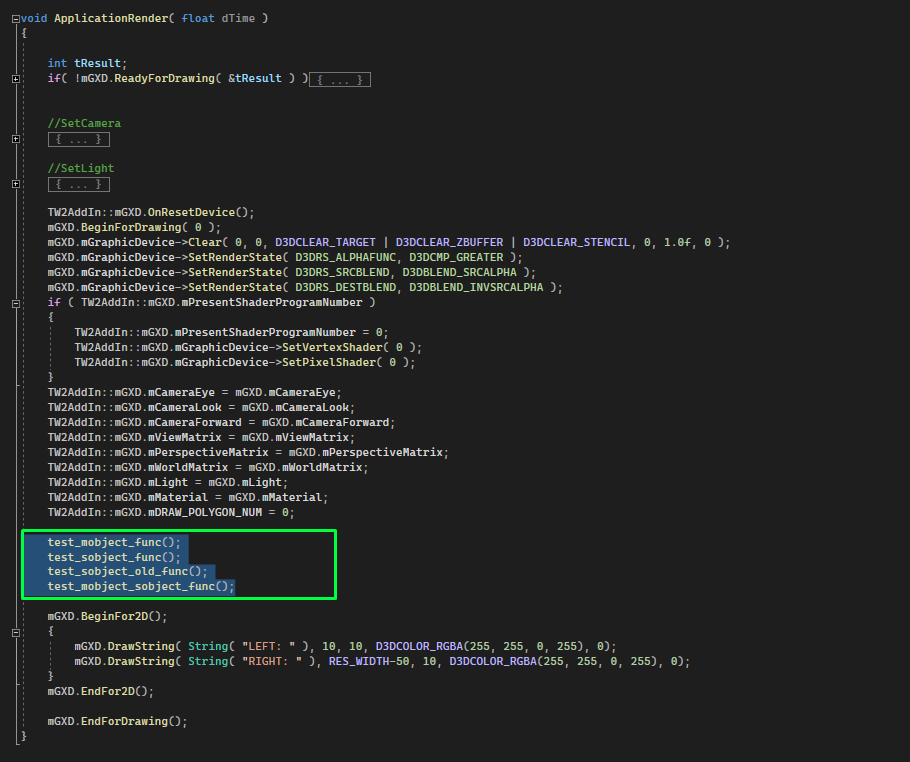 void ApplicationRender( float dTime )
{
int tResult;
if( !mGXD.ReadyForDrawing( &tResult ) ){ ... }
//SetCamera
{ ... }
//SetLight
{ ... }
TW2AddIn::mGXD.OnResetDevice();
mGXD.BeginForDrawing( 0 );
mGXD.mGraphicDevice->Clear( 0, 0, D3DCLEAR_TARGET | D3DCLEAR_ZBUFFER | D3DCLEAR_STENCIL, 0, 1.0f, 0 );
mGXD.mGraphicDevice->SetRenderState( D3DRS_ALPHAFUNC, D3DCMP_GREATER );
mGXD.mGraphicDevice->SetRenderState( D3DRS_SRCBLEND, D3DBLEND_SRCALPHA );
mGXD.mGraphicDevice->SetRenderState( D3DRS_DESTBLEND, D3DBLEND_INVSRCALPHA );
if ( TW2AddIn::mGXD.mPresentShaderProgramNumber )
{
TW2AddIn::mGXD.mPresentShaderProgramNumber = 0;
TW2AddIn::mGXD.mGraphicDevice->SetVertexShader( 0 );
TW2AddIn::mGXD.mGraphicDevice->SetPixelShader( 0 );
}
TW2AddIn::mGXD.mCameraEye = mGXD.mCameraEye;
TW2AddIn::mGXD.mCameraLook = mGXD.mCameraLook;
TW2AddIn::mGXD.mCameraForward = mGXD.mCameraForward;
TW2AddIn::mGXD.mViewMatrix = mGXD.mViewMatrix;
TW2AddIn::mGXD.mPerspectiveMatrix = mGXD.mPerspectiveMatrix;
TW2AddIn::mGXD.mWorldMatrix = mGXD.mWorldMatrix;
TW2AddIn::mGXD.mLight = mGXD.mLight;
TW2AddIn::mGXD.mMaterial = mGXD.mMaterial;
TW2AddIn::mGXD.mDRAW_POLYGON_NUM = 0;
test_mobject_func();
test_sobject_func();
test_sobject_old_func();
test_mobject_sobject_func();
mGXD.BeginFor2D();
{
mGXD.DrawString( String( "LEFT: " ), 10, 10, D3DCOLOR_RGBA(255, 255, 0, 255), 0);
mGXD.DrawString( String( "RIGHT: " ), RES_WIDTH-50, 10, D3DCOLOR_RGBA(255, 255, 0, 255), 0);
}
mGXD.EndFor2D();
mGXD.EndForDrawing();
}